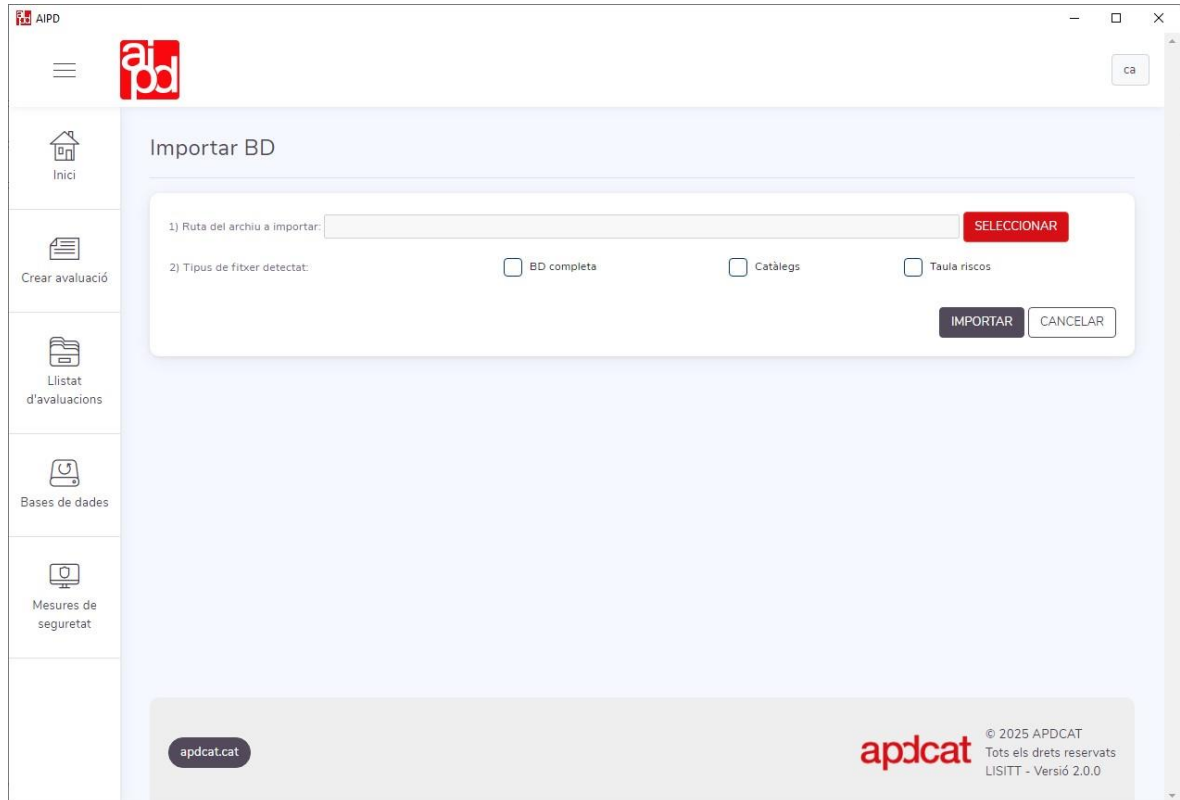 AIPD
aipd
ca
Inici
Crear avaluació
Llistat
d'avaluacions
Bases de dades
Mesures de
seguretat
Importar BD
1) Ruta del archiu a importar:
SELECCIONAR
2) Tipus de fitxer detectat:
BD completa
Catàlegs
Taula riscos
IMPORTAR
CANCELAR
apdcat.cat
apdcat
© 2025 APDCAT
Tots els drets reservats
LISITT - Versió 2.0.0